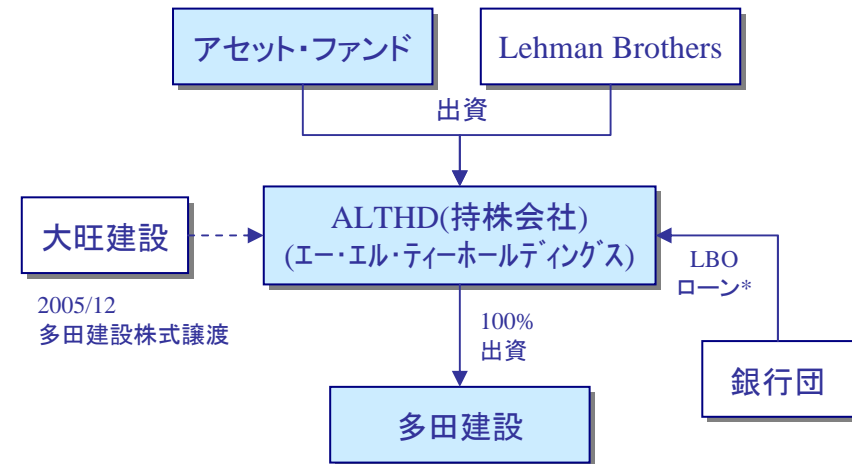 アセット・ファンド
Lehman Brothers
出資
大旺建設
ALTHD(持株会社)
(エー・エル・ティーホールディングス)
LBO
ローン*
2005/12
多田建設株式譲渡
100%
出資
銀行団
多田建設